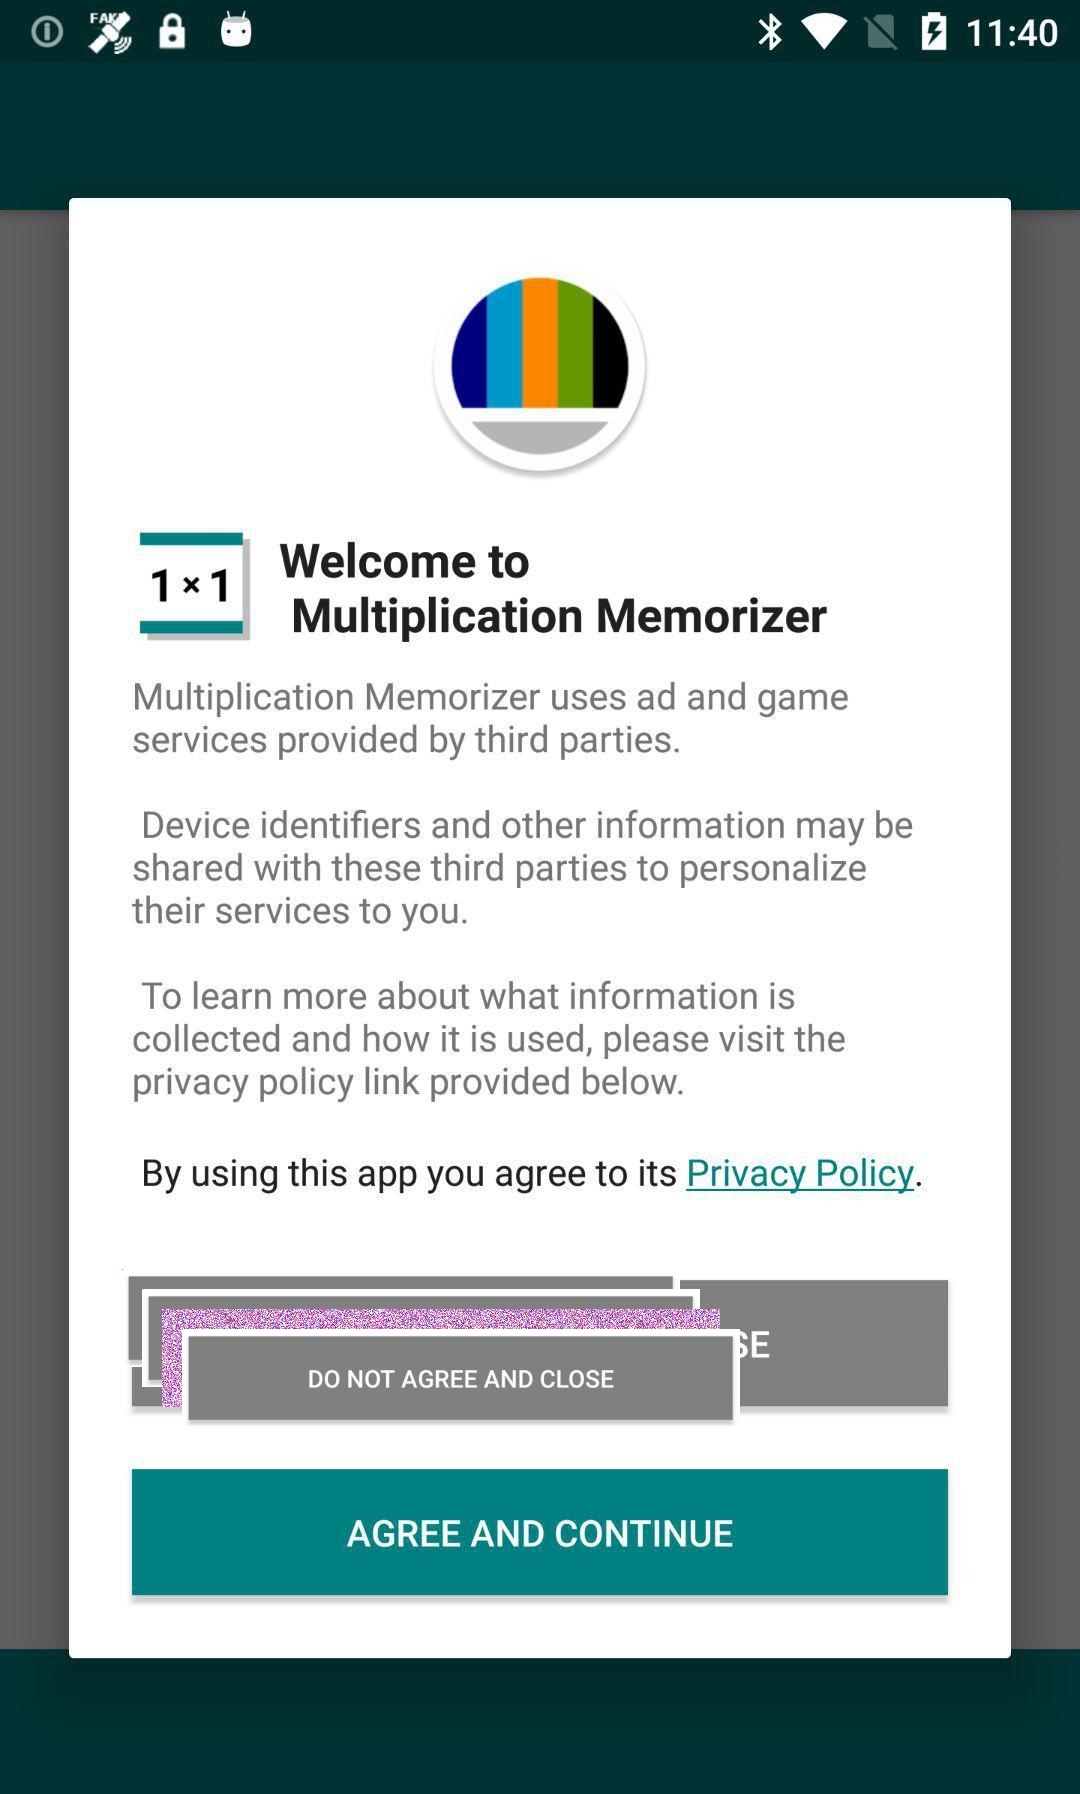 FAKE
11:40
1 × 1
Welcome to
Multiplication Memorizer
Multiplication Memorizer uses ad and game
services provided by third parties.
Device identifiers and other information may be
shared with these third parties to personalize
their services to you.
To learn more about what information is
collected and how it is used, please visit the
privacy policy link provided below.
By using this app you agree to its Privacy Policy.
SE
DO NOT AGREE AND CLOSE
AGREE AND CONTINUE